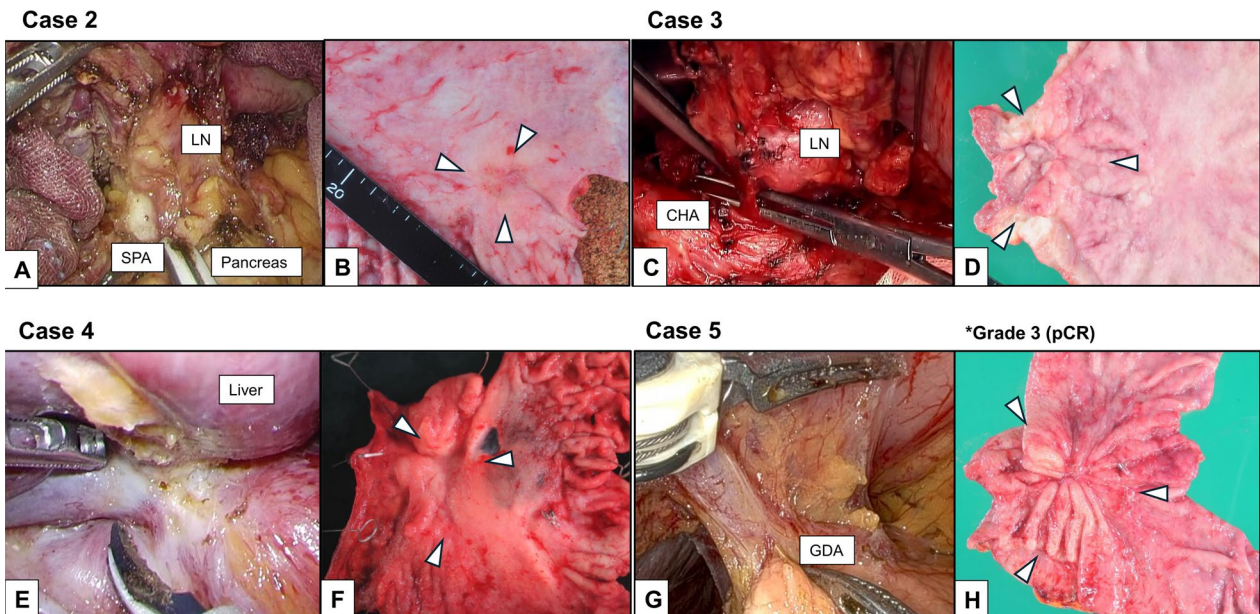 Case 2
Case 3
LN
SPA
Pancreas
A
20
B
LN
CHA
C
D
Case 4
Case 5
*Grade 3 (pCR)
Liver
E
F
GDA
G
H